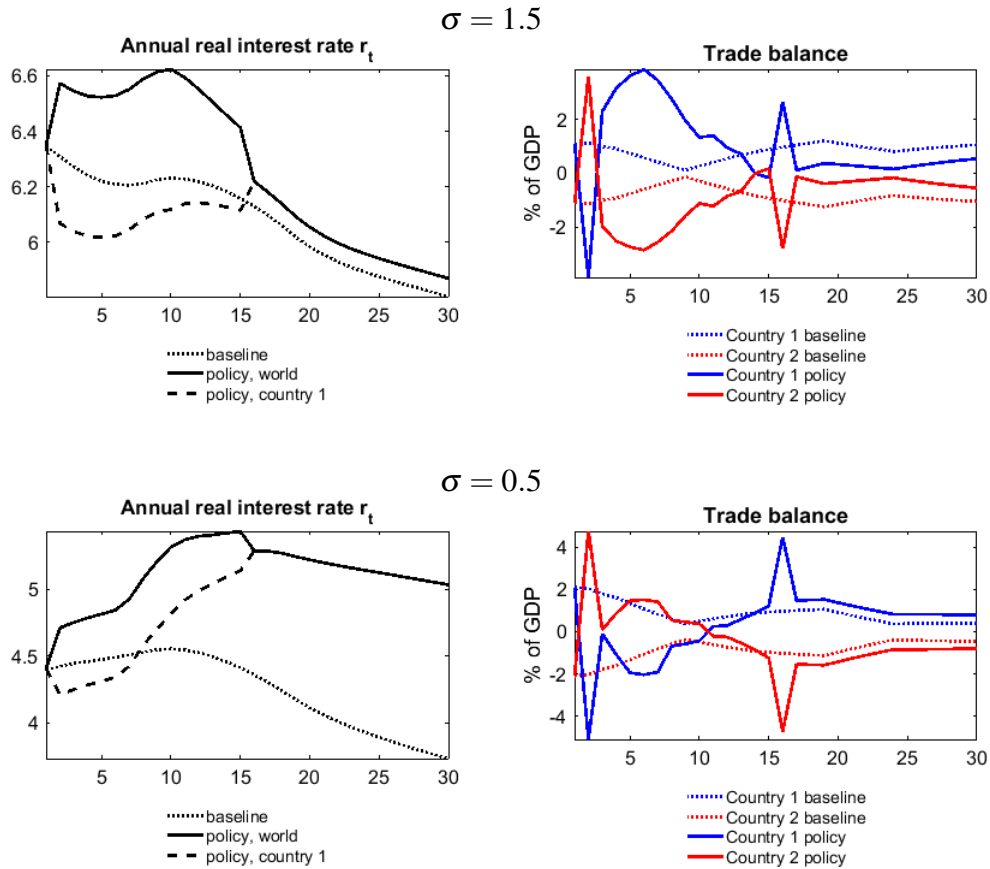 σ = 1.5
Annual real interest rate r_t
6.6
6.4
6.2
6
5 10 15 20 25 30
baseline
policy, world
policy, country 1
Trade balance
% of GDP
2
0
-2
5 10 15 20 25 30
Country 1 baseline
Country 2 baseline
Country 1 policy
Country 2 policy
σ = 0.5
Annual real interest rate r_t
5
4.5
4
5 10 15 20 25 30
baseline
policy, world
policy, country 1
Trade balance
% of GDP
4
2
0
-2
-4
5 10 15 20 25 30
Country 1 baseline
Country 2 baseline
Country 1 policy
Country 2 policy